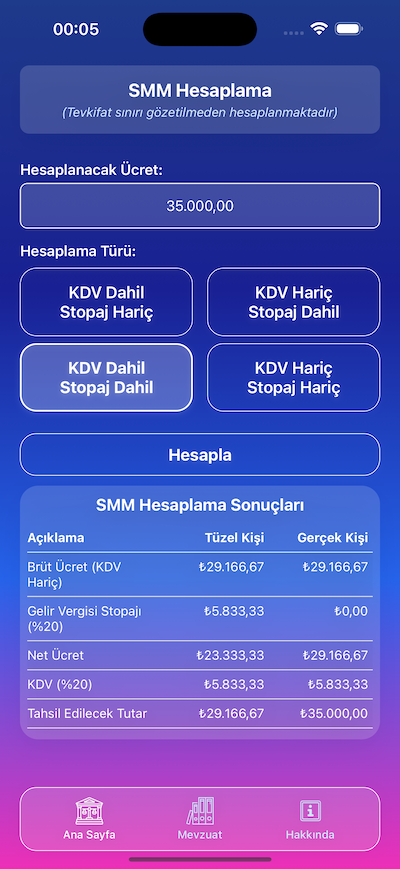 00:05
SMM Hesaplama
(Tevkifat sınırı gözetilmeden hesaplanmaktadır)
Hesaplanacak Ücret:
35.000,00
Hesaplama Türü:
KDV Dahil
Stopaj Hariç
KDV Hariç
Stopaj Dahil
KDV Dahil
Stopaj Dahil
KDV Hariç
Stopaj Hariç
Hesapla
SMM Hesaplama Sonuçları
Açıklama Tüzel Kişi Gerçek Kişi
Brüt Ücret (KDV
Hariç) ₺29.166,67 ₺29.166,67
Gelir Vergisi Stopajı
(%20) ₺5.833,33 ₺0,00
Net Ücret ₺23.333,33 ₺29.166,67
KDV (%20) ₺5.833,33 ₺5.833,33
Tahsil Edilecek Tutar ₺29.166,67 ₺35.000,00
Ana Sayfa Mevzuat Hakkında